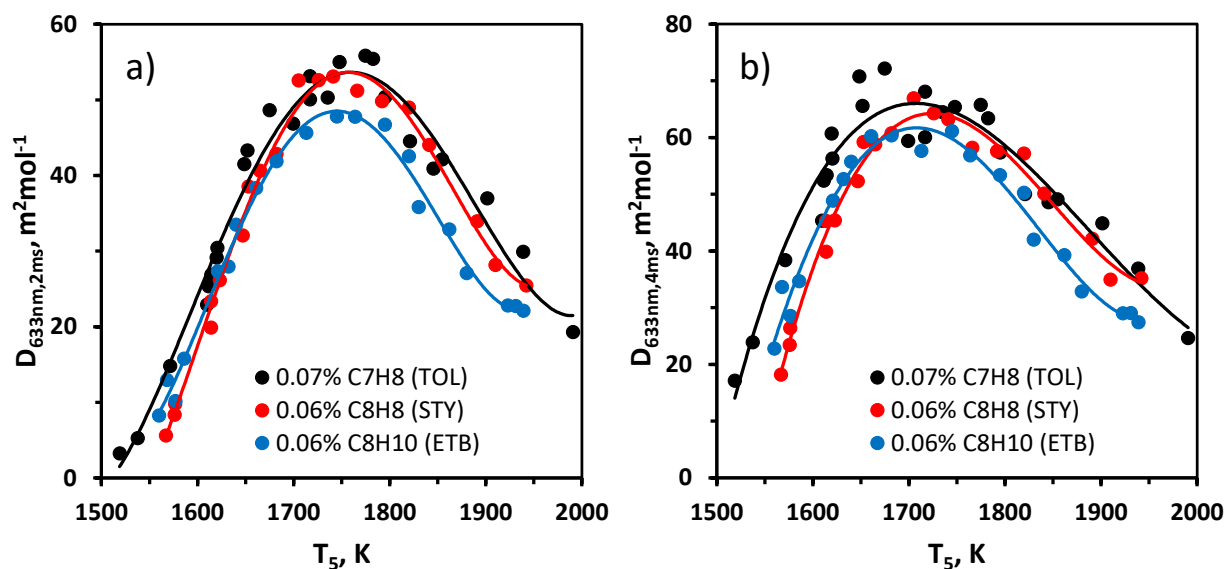 a)
60
40
20
0
D633nm,2ms, m²mol⁻¹
0.07% C7H8 (TOL)
0.06% C8H8 (STY)
0.06% C8H10 (ETB)
1500 1600 1700 1800 1900 2000
T₅, K
b)
80
60
40
20
0
D633nm,4ms, m²mol⁻¹
0.07% C7H8 (TOL)
0.06% C8H8 (STY)
0.06% C8H10 (ETB)
1500 1600 1700 1800 1900 2000
T₅, K